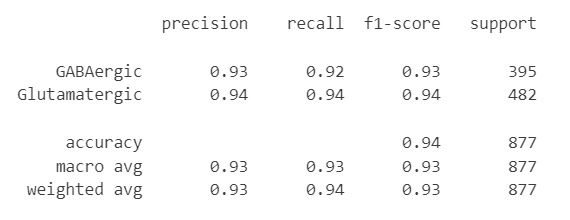 precision recall f1-score support
GABAergic 0.93 0.92 0.93 395
Glutamatergic 0.94 0.94 0.94 482
accuracy 0.94 877
macro avg 0.93 0.93 0.93 877
weighted avg 0.93 0.94 0.93 877